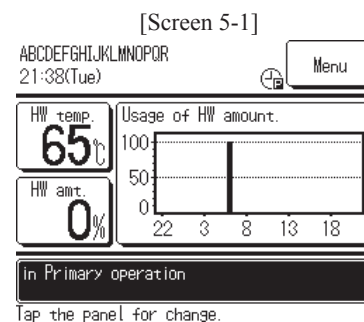 [Screen 5-1]
ABCDEFGHIJKLMNOPQR
21:38(Tue)
P
Menu
HW temp.
65℃
HW amt.
0%
Usage of HW amount.
100
50
0
22 3 8 13 18
in Primary operation
Tap the panel for change.